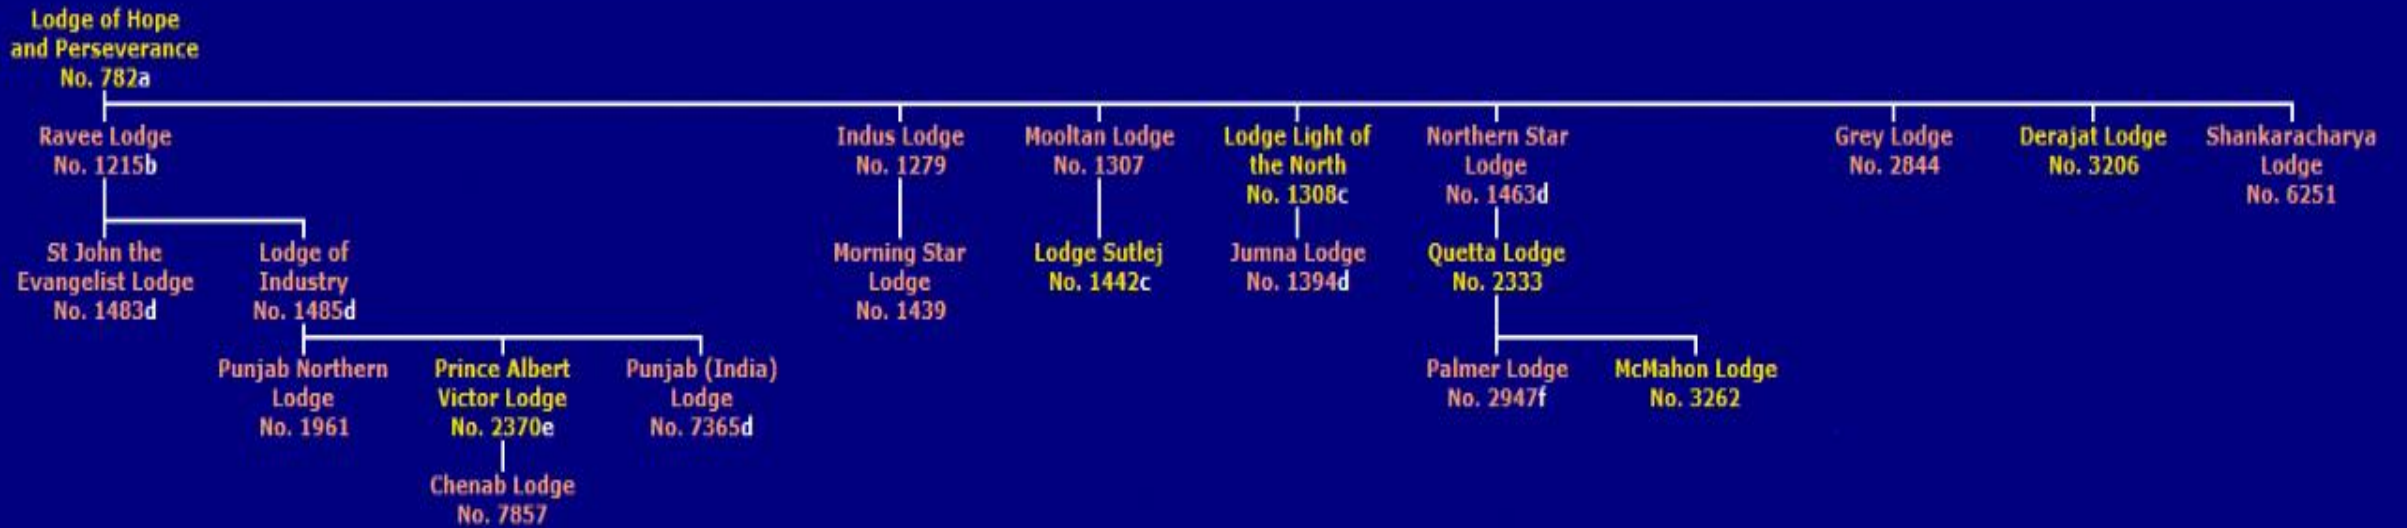 Lodge of Hope
and Perseverance
No. 782a
Ravee Lodge
No. 1215b
Indus Lodge
No. 1279
Mooltan Lodge
No. 1307
Lodge Light of
the North
No. 1308c
Northern Star
Lodge
No. 1463d
Grey Lodge
No. 2844
Derajat Lodge
No. 3206
Shankaracharya
Lodge
No. 6251
St John the
Evangelist Lodge
No. 1483d
Lodge of
Industry
No. 1485d
Morning Star
Lodge
No. 1439
Lodge Sutlej
No. 1442c
Jumna Lodge
No. 1394d
Quetta Lodge
No. 2333
Punjab Northern
Lodge
No. 1961
Prince Albert
Victor Lodge
No. 2370e
Punjab (India)
Lodge
No. 7365d
Palmer Lodge
No. 2947f
McMahon Lodge
No. 3262
Chenab Lodge
No. 7857